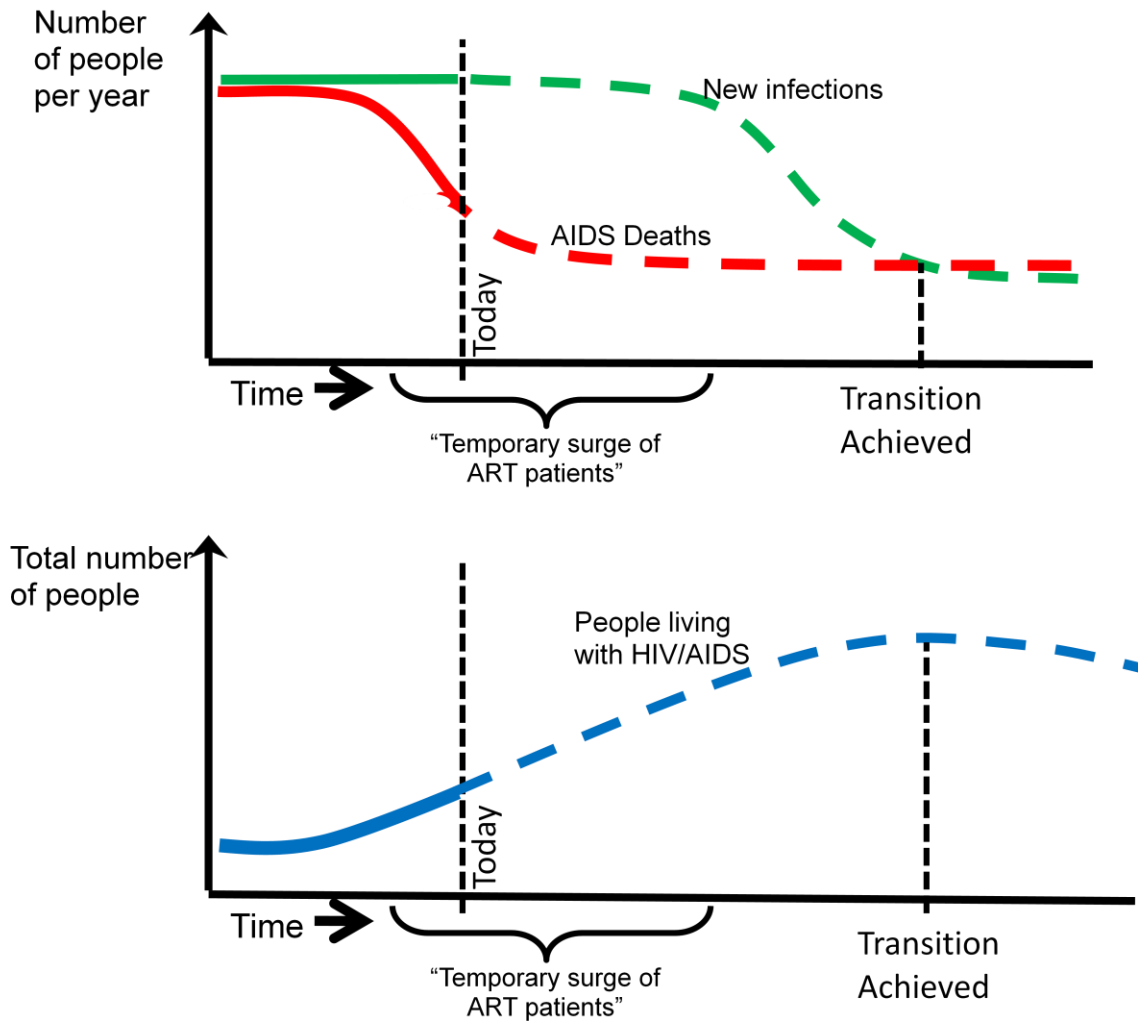 Number
of people
per year
New infections
AIDS Deaths
Today
Time
“Temporary surge of
ART patients”
Transition
Achieved
Total number
of people
People living
with HIV/AIDS
Today
Time
“Temporary surge of
ART patients”
Transition
Achieved